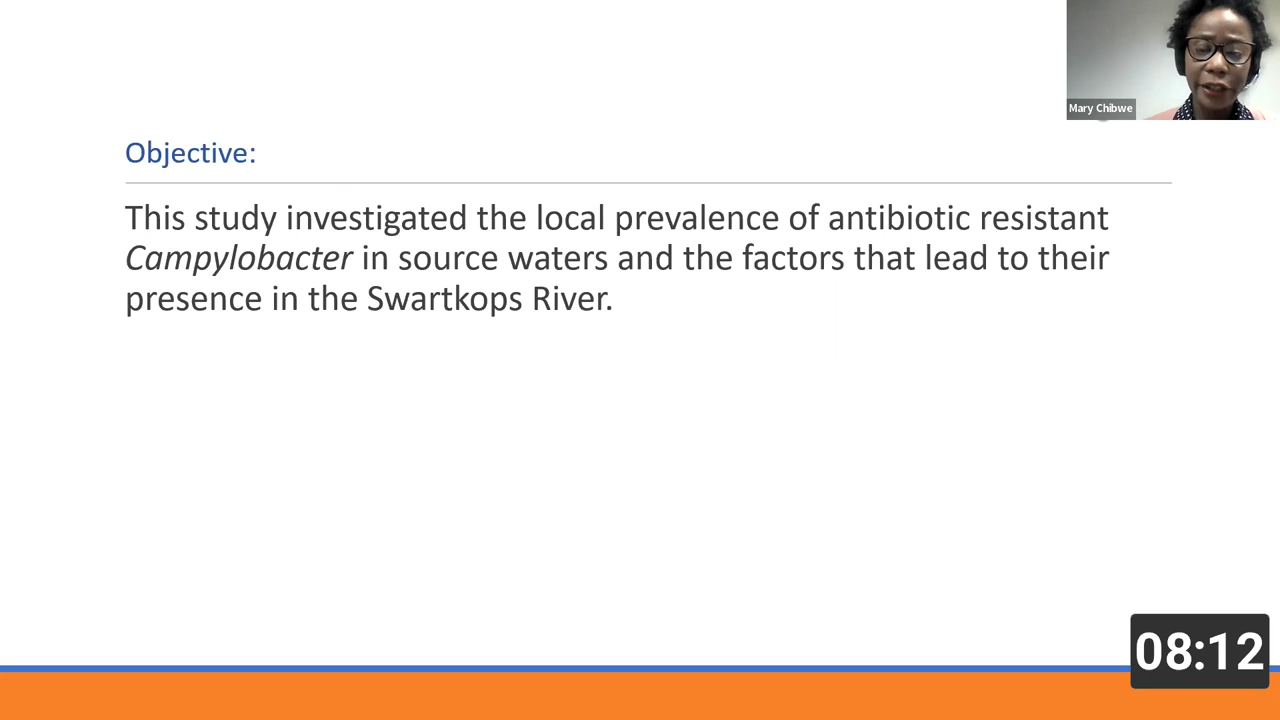 Mary Chibwe
Objective:
This study investigated the local prevalence of antibiotic resistant
Campylobacter in source waters and the factors that lead to their
presence in the Swartkops River.
08:12